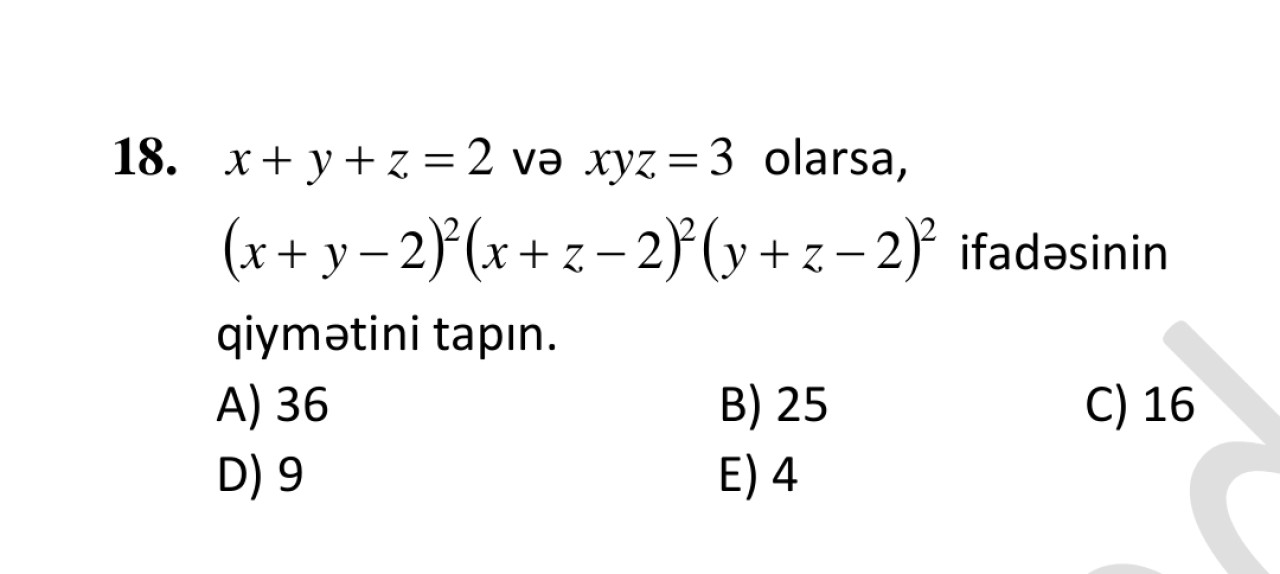 18. x + y + z = 2 və xyz = 3 olarsa,
(x + y − 2)²(x + z − 2)²(y + z − 2)² ifadəsinin
qiymətini tapın.
A) 36 B) 25 C) 16
D) 9 E) 4